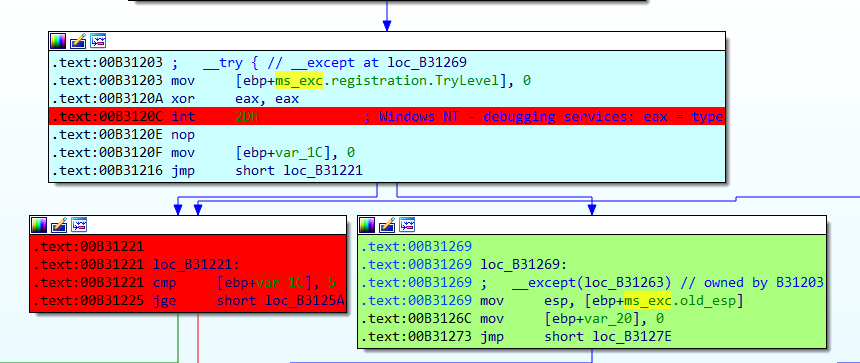 .text:00B31203 ;   __try { // __except at loc_B31269
.text:00B31203 mov     [ebp+ms_exc.registration.TryLevel], 0
.text:00B3120A xor     eax, eax
.text:00B3120C int     2Dh             ; Windows NT - debugging services: eax = type
.text:00B3120E nop
.text:00B3120F mov     [ebp+var_1C], 0
.text:00B31216 jmp     short loc_B31221
.text:00B31221
.text:00B31221 loc_B31221:
.text:00B31221 cmp     [ebp+var_1C], 5
.text:00B31225 jge     short loc_B3125A
.text:00B31269
.text:00B31269 loc_B31269:
.text:00B31269 ;   __except(loc_B31263) // owned by B31203
.text:00B31269 mov     esp, [ebp+ms_exc.old_esp]
.text:00B3126C mov     [ebp+var_20], 0
.text:00B31273 jmp     short loc_B3127E